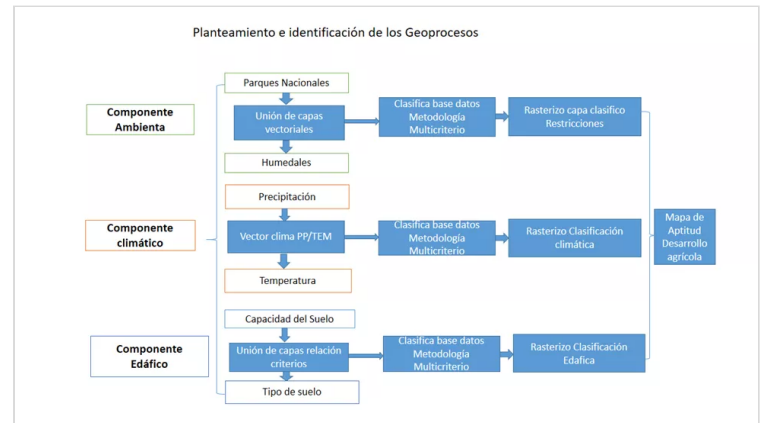 Planteamiento e identificación de los Geoprocesos
Componente
Ambienta
Parques Nacionales
Unión de capas
vectoriales
Humedales
Clasifica base datos
Metodología
Multicriterio
Rasterizo capa clasifico
Restricciones
Componente
climático
Precipitación
Vector clima PP/TEM
Temperatura
Clasifica base datos
Metodología
Multicriterio
Rasterizo Clasificación
climática
Mapa de
Aptitud
Desarrollo
agrícola
Componente
Edáfico
Capacidad del Suelo
Unión de capas relación
criterios
Tipo de suelo
Clasifica base datos
Metodología
Multicriterio
Rasterizo Clasificación
Edafica